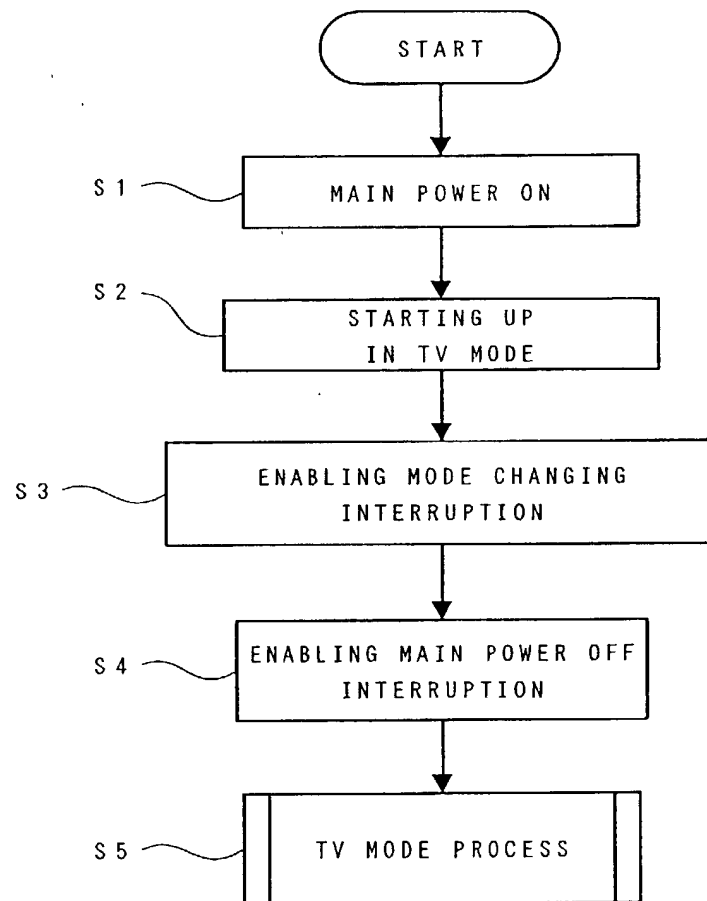 START
S1
MAIN POWER ON
S2
STARTING UP
IN TV MODE
S3
ENABLING MODE CHANGING
INTERRUPTION
S4
ENABLING MAIN POWER OFF
INTERRUPTION
S5
TV MODE PROCESS